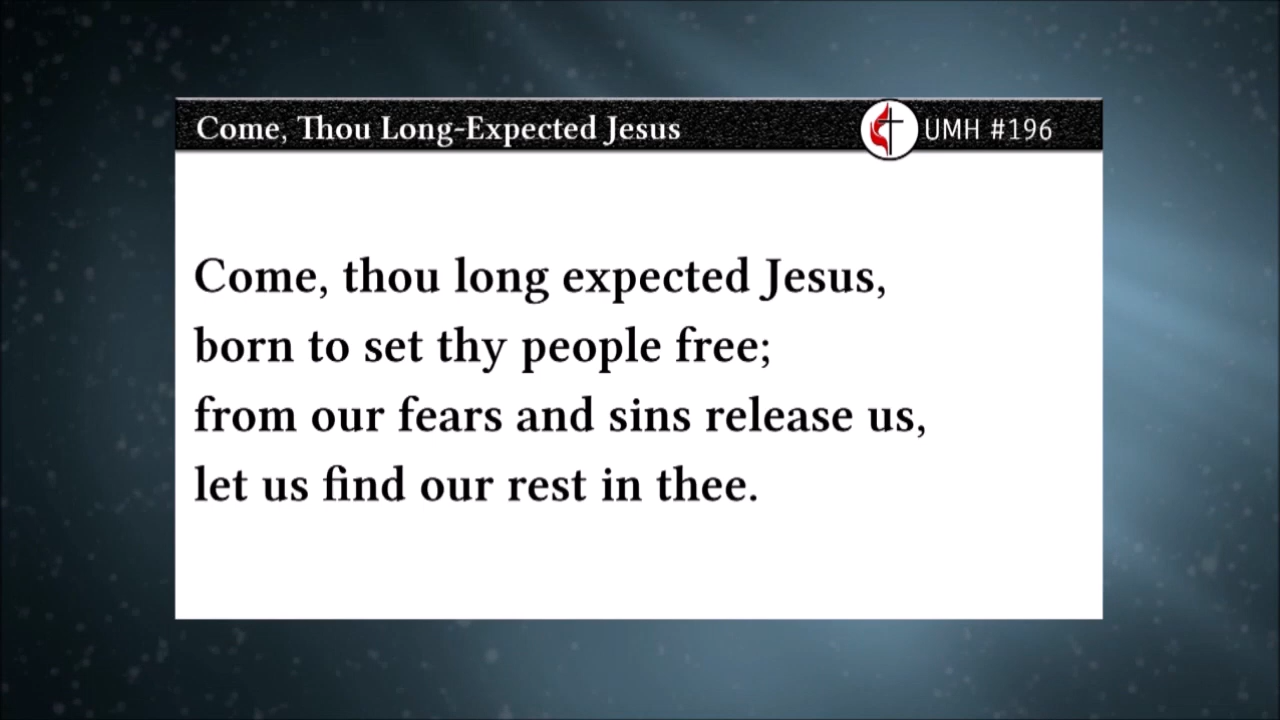 Come, Thou Long-Expected Jesus
UMH #196
Come, thou long expected Jesus,
born to set thy people free;
from our fears and sins release us,
let us find our rest in thee.